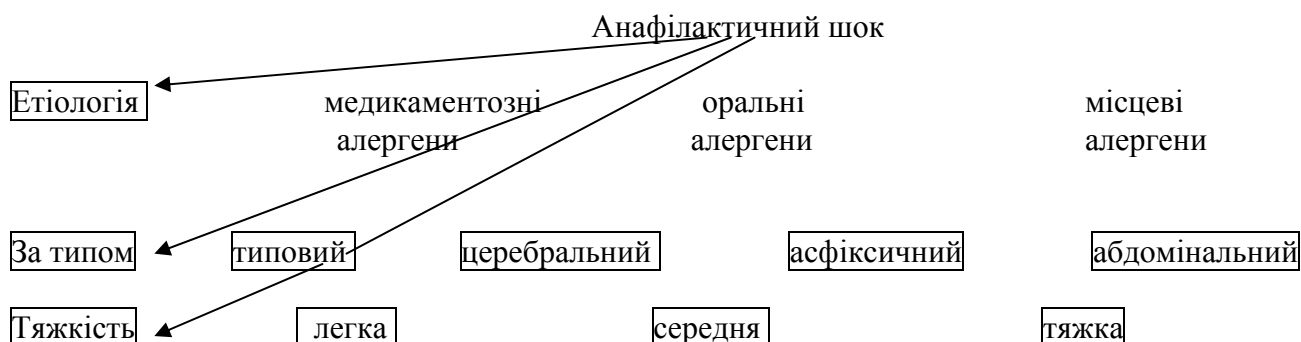 Анафілактичний шок
Етіологія медикаментозні оральні місцеві
алергени алергени алергени
За типом типовий церебральний асфіксичний абдомінальний
Тяжкість легка середня тяжка